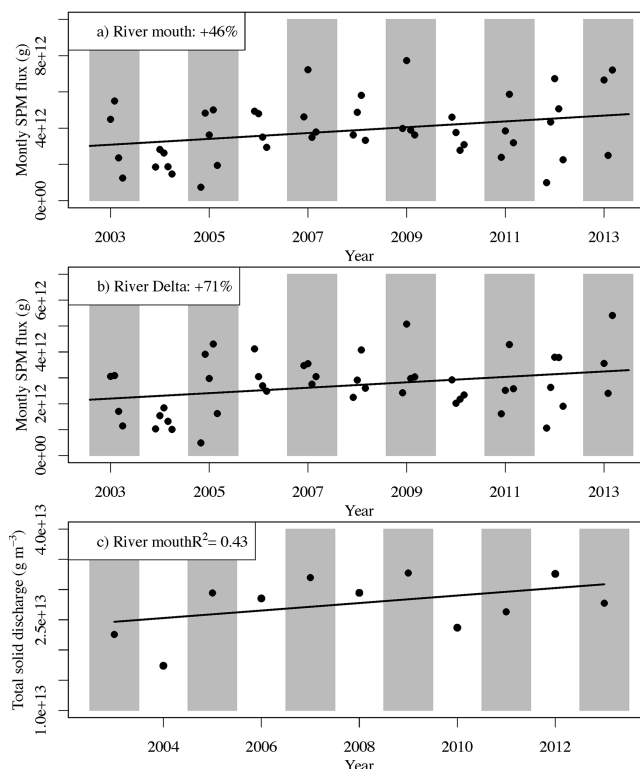 a) River mouth: +46%
Montly SPM flux (g)
0e+00 4e+12 8e+12
2003 2005 2007 2009 2011 2013
Year
b) River Delta: +71%
Montly SPM flux (g)
0e+00 2e+12 4e+12 6e+12
2003 2005 2007 2009 2011 2013
Year
c) River mouthR²= 0.43
Total solid discharge (g m⁻³)
1.0e+13 2.5e+13 4.0e+13
2004 2006 2008 2010 2012
Year